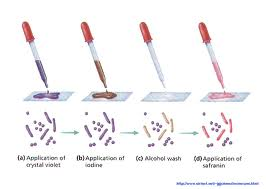 (a) Application of
crystal violet
(b) Application of
iodine
(c) Alcohol wash
(d) Application of
safranin